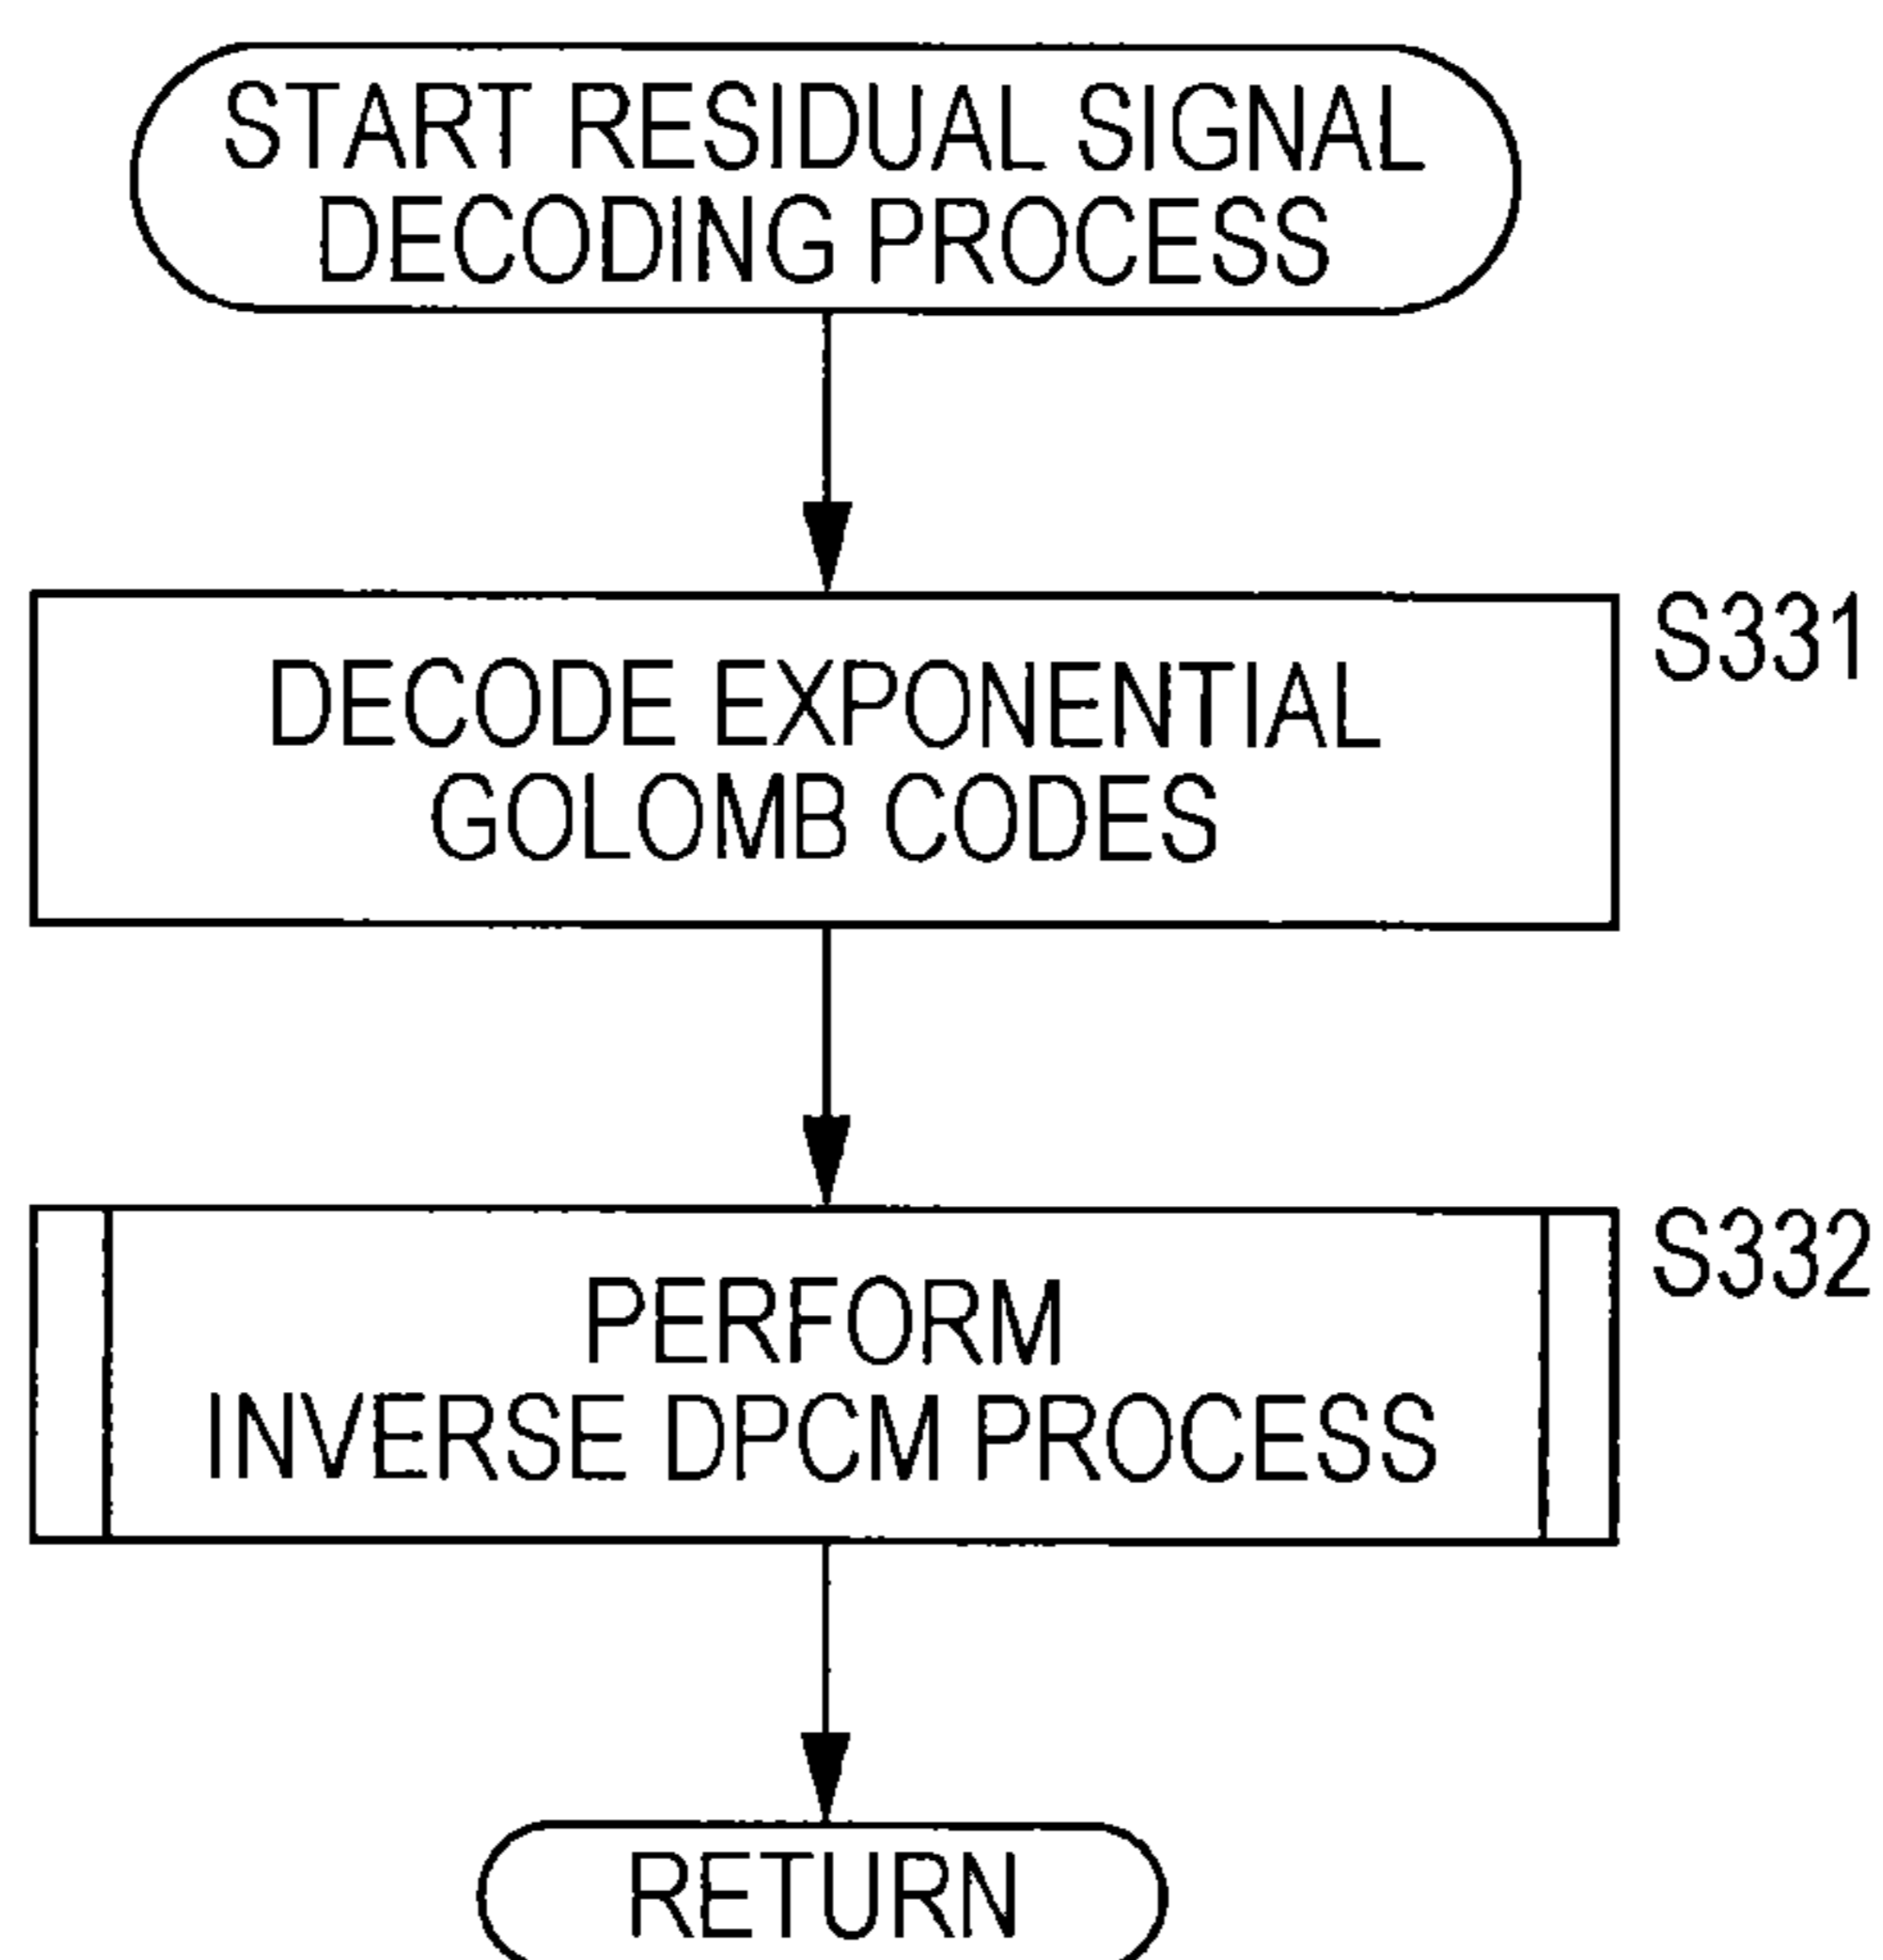 START RESIDUAL SIGNAL
DECODING PROCESS
S331
DECODE EXPONENTIAL
GOLOMB CODES
S332
PERFORM
INVERSE DPCM PROCESS
RETURN